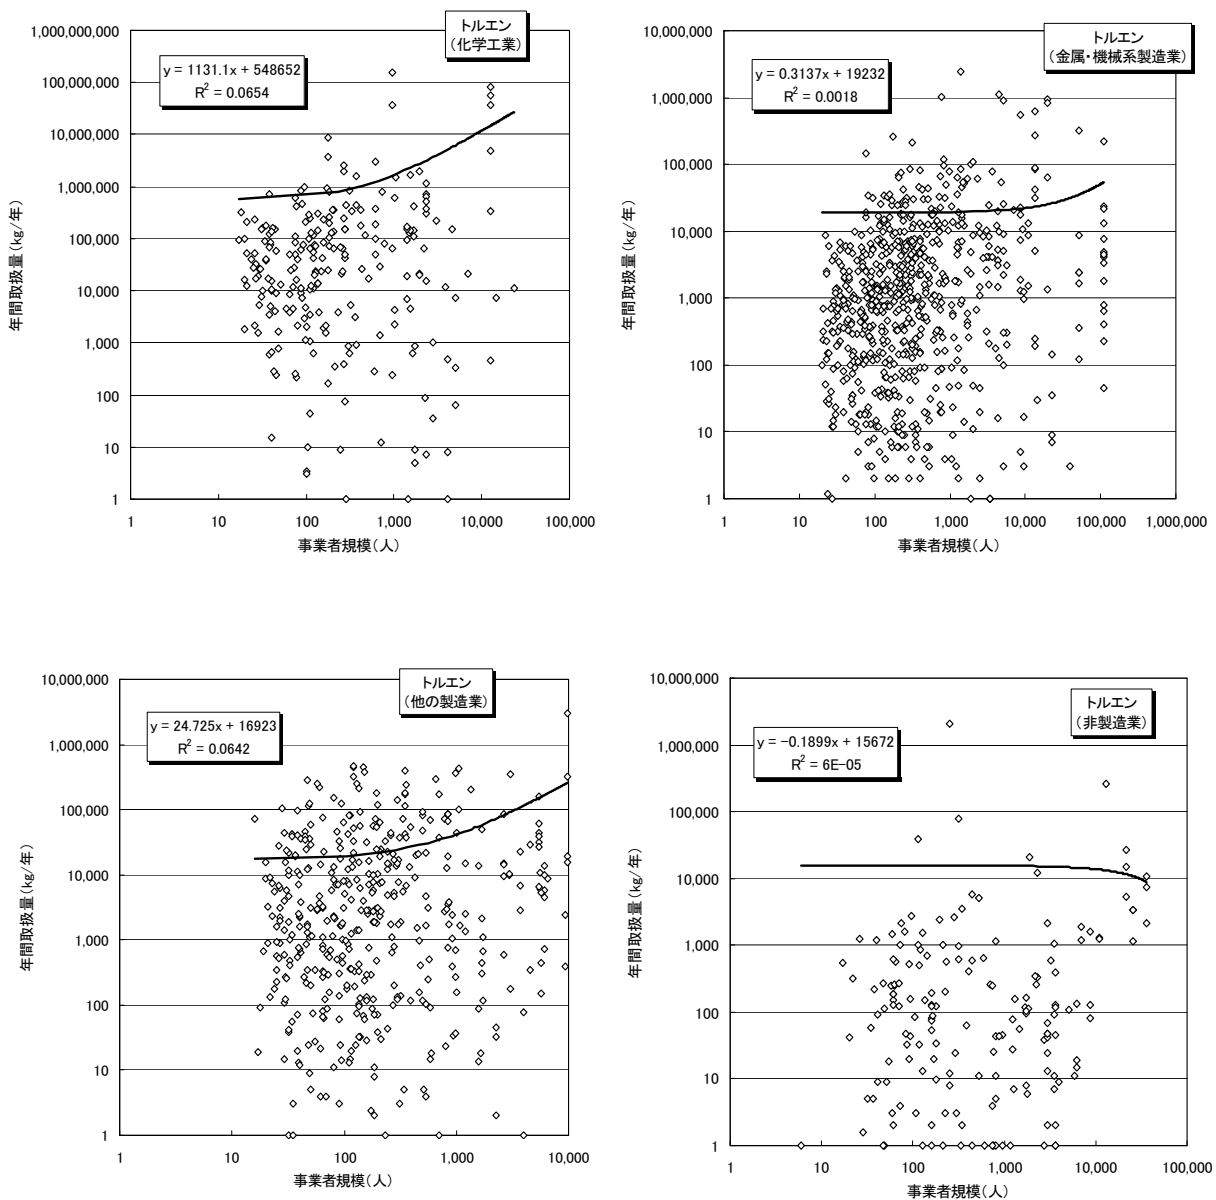 トルエン
(化学工業)
y = 1131.1x + 548652
R² = 0.0654
年間取扱量(kg/年)
1,000,000,000
100,000,000
10,000,000
1,000,000
100,000
10,000
1,000
100
10
1
1 10 100 1,000 10,000 100,000
事業者規模(人)
トルエン
(金属・機械系製造業)
y = 0.3137x + 19232
R² = 0.0018
年間取扱量(kg/年)
10,000,000
1,000,000
100,000
10,000
1,000
100
10
1
1 10 100 1,000 10,000 100,000 1,000,000
事業者規模(人)
トルエン
(他の製造業)
y = 24.725x + 16923
R² = 0.0642
年間取扱量(kg/年)
10,000,000
1,000,000
100,000
10,000
1,000
100
10
1
1 10 100 1,000 10,000
事業者規模(人)
トルエン
(非製造業)
y = -0.1899x + 15672
R² = 6E-05
年間取扱量(kg/年)
10,000,000
1,000,000
100,000
10,000
1,000
100
10
1
1 10 100 1,000 10,000 100,000
事業者規模(人)